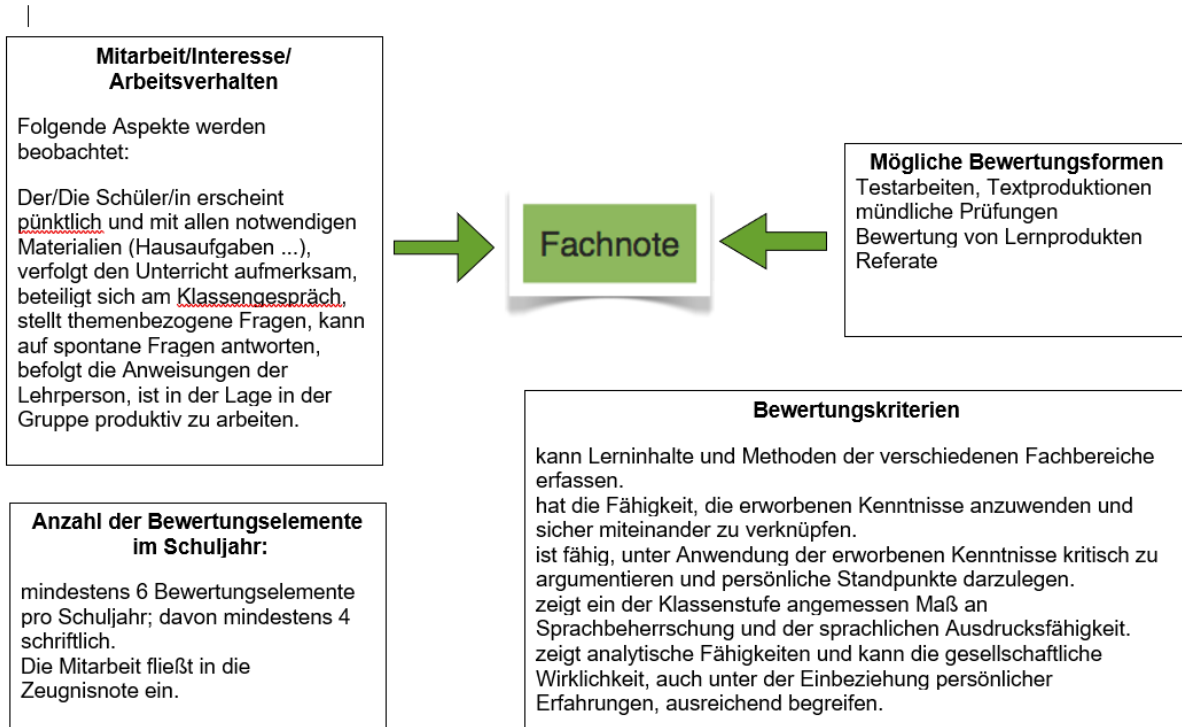 Mitarbeit/Interesse/
Arbeitsverhalten
Folgende Aspekte werden
beobachtet:
Der/Die Schüler/in erscheint
pünktlich und mit allen notwendigen
Materialien (Hausaufgaben ...),
verfolgt den Unterricht aufmerksam,
beteiligt sich am Klassengespräch,
stellt themenbezogene Fragen, kann
auf spontane Fragen antworten,
befolgt die Anweisungen der
Lehrperson, ist in der Lage in der
Gruppe produktiv zu arbeiten.
Fachnote
Mögliche Bewertungsformen
Testarbeiten, Textproduktionen
mündliche Prüfungen
Bewertung von Lernprodukten
Referate
Anzahl der Bewertungselemente
im Schuljahr:
mindestens 6 Bewertungselemente
pro Schuljahr; davon mindestens 4
schriftlich.
Die Mitarbeit fließt in die
Zeugnisnote ein.
Bewertungskriterien
kann Lerninhalte und Methoden der verschiedenen Fachbereiche
erfassen.
hat die Fähigkeit, die erworbenen Kenntnisse anzuwenden und
sicher miteinander zu verknüpfen.
ist fähig, unter Anwendung der erworbenen Kenntnisse kritisch zu
argumentieren und persönliche Standpunkte darzulegen.
zeigt ein der Klassenstufe angemessen Maß an
Sprachbeherrschung und der sprachlichen Ausdrucksfähigkeit.
zeigt analytische Fähigkeiten und kann die gesellschaftliche
Wirklichkeit, auch unter der Einbeziehung persönlicher
Erfahrungen, ausreichend begreifen.